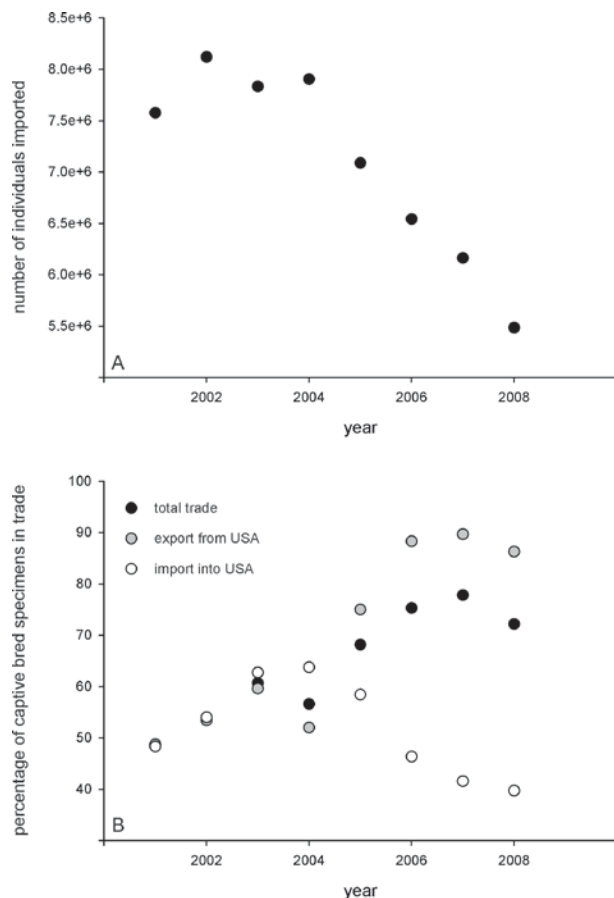 number of individuals imported
8.5e+6
8.0e+6
7.5e+6
7.0e+6
6.5e+6
6.0e+6
5.5e+6
A
2002
2004
2006
2008
year
percentage of captive bred specimens in trade
100
90
80
70
60
50
40
total trade
export from USA
import into USA
B
2002
2004
2006
2008
year